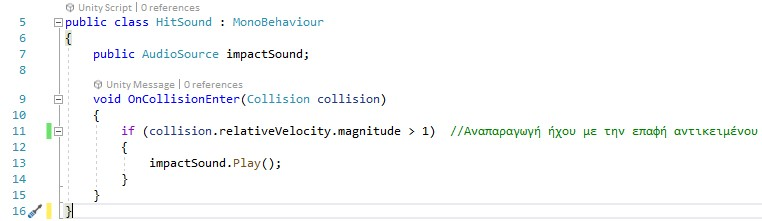 Unity Script | 0 references
5 public class HitSound : MonoBehaviour
6 {
7 public AudioSource impactSound;
8
Unity Message | 0 references
9 void OnCollisionEnter(Collision collision)
10 {
11 if (collision.relativeVelocity.magnitude > 1) //Αναπαραγωγή ήχου με την επαφή αντικειμένου
12 {
13 impactSound.Play();
14 }
15 }
16 }